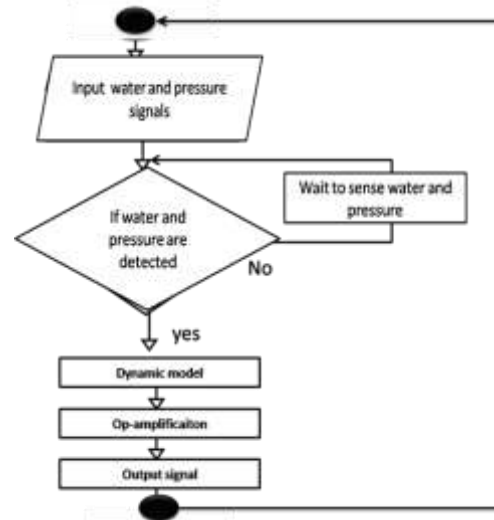 Input water and pressure
signals
Wait to sense water and
pressure
If water and
pressure are
detected
No
yes
Dynamic model
Op-amplificaiton
Output signal